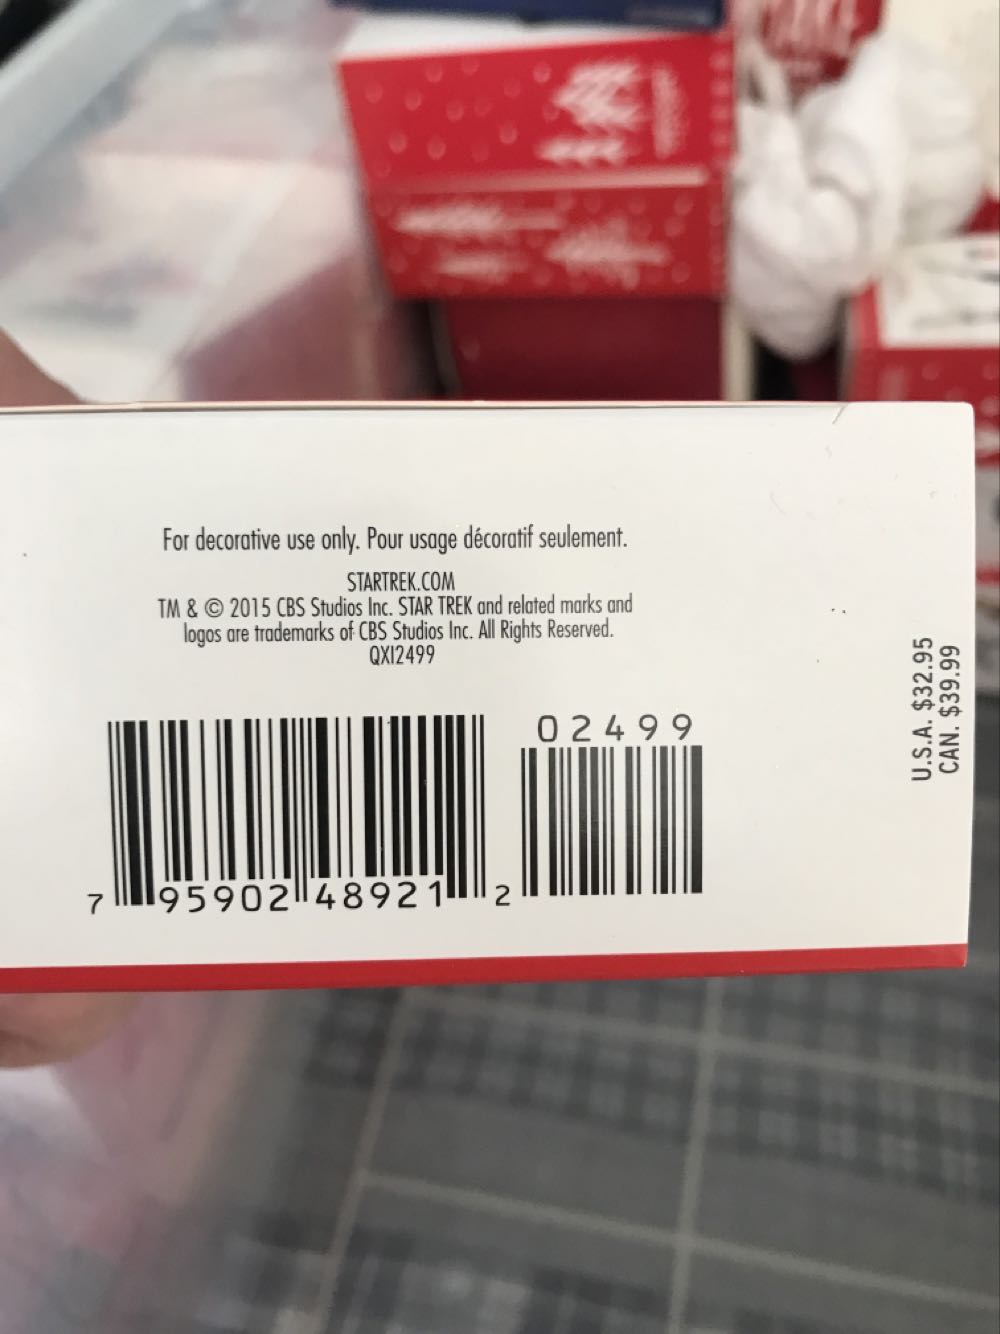 For decorative use only. Pour usage décoratif seulement.
STARTREK.COM
TM & © 2015 CBS Studios Inc. STAR TREK and related marks and
logos are trademarks of CBS Studios Inc. All Rights Reserved.
QXI2499
02499
7 95902 48921 2
U.S.A. $32.95
CAN. $39.99